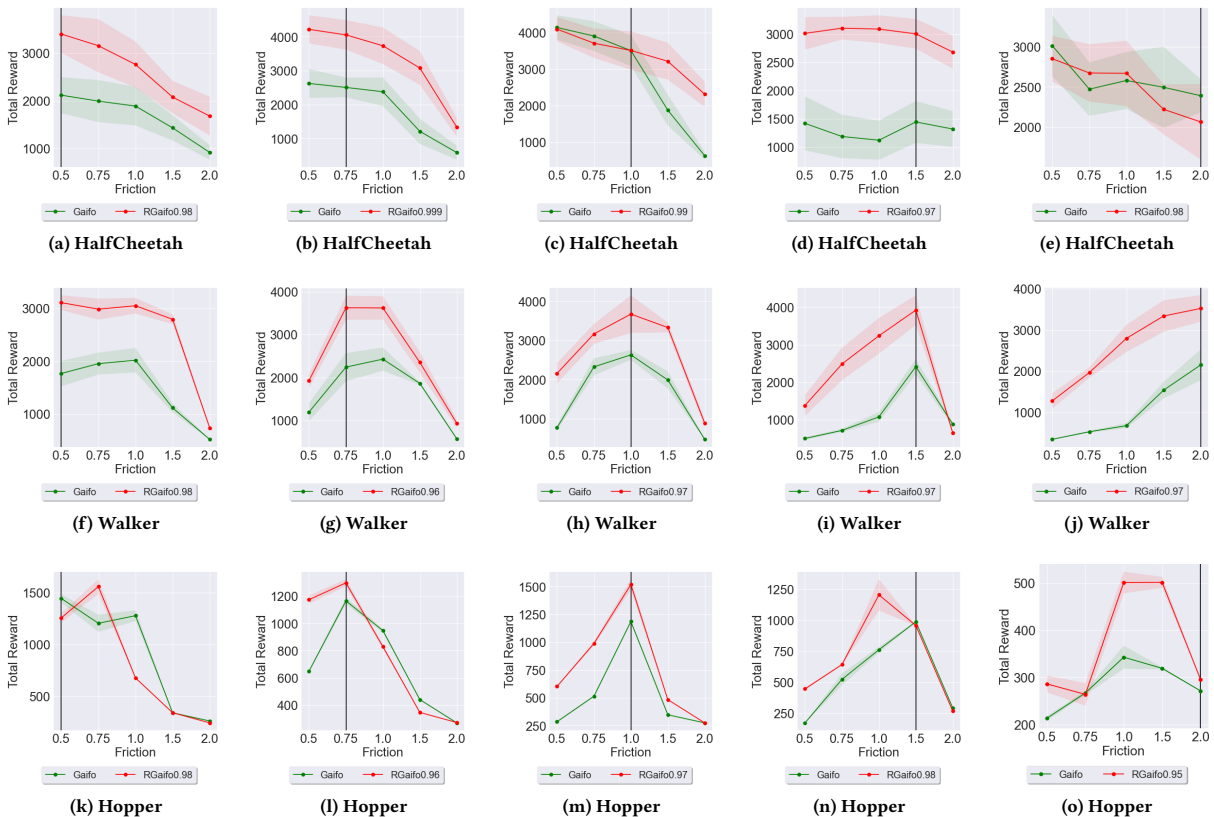 Total Reward
3000
2000
1000
0.5 0.75 1.0 1.5 2.0
Friction
Gaifo RGaifo0.98
(a) HalfCheetah
Total Reward
4000
3000
2000
1000
0.5 0.75 1.0 1.5 2.0
Friction
Gaifo RGaifo0.999
(b) HalfCheetah
Total Reward
4000
3000
2000
1000
0.5 0.75 1.0 1.5 2.0
Friction
Gaifo RGaifo0.99
(c) HalfCheetah
Total Reward
3000
2500
2000
1500
1000
0.5 0.75 1.0 1.5 2.0
Friction
Gaifo RGaifo0.97
(d) HalfCheetah
Total Reward
3000
2500
2000
0.5 0.75 1.0 1.5 2.0
Friction
Gaifo RGaifo0.98
(e) HalfCheetah
Total Reward
3000
2000
1000
0.5 0.75 1.0 1.5 2.0
Friction
Gaifo RGaifo0.98
(f) Walker
Total Reward
4000
3000
2000
1000
0.5 0.75 1.0 1.5 2.0
Friction
Gaifo RGaifo0.96
(g) Walker
Total Reward
4000
3000
2000
1000
0.5 0.75 1.0 1.5 2.0
Friction
Gaifo RGaifo0.97
(h) Walker
Total Reward
4000
3000
2000
1000
0.5 0.75 1.0 1.5 2.0
Friction
Gaifo RGaifo0.97
(i) Walker
Total Reward
4000
3000
2000
1000
0.5 0.75 1.0 1.5 2.0
Friction
Gaifo RGaifo0.97
(j) Walker
Total Reward
1500
1000
500
0.5 0.75 1.0 1.5 2.0
Friction
Gaifo RGaifo0.98
(k) Hopper
Total Reward
1200
1000
800
600
400
0.5 0.75 1.0 1.5 2.0
Friction
Gaifo RGaifo0.96
(l) Hopper
Total Reward
1500
1250
1000
750
500
250
0.5 0.75 1.0 1.5 2.0
Friction
Gaifo RGaifo0.97
(m) Hopper
Total Reward
1250
1000
750
500
250
0.5 0.75 1.0 1.5 2.0
Friction
Gaifo RGaifo0.98
(n) Hopper
Total Reward
500
400
300
200
0.5 0.75 1.0 1.5 2.0
Friction
Gaifo RGaifo0.95
(o) Hopper